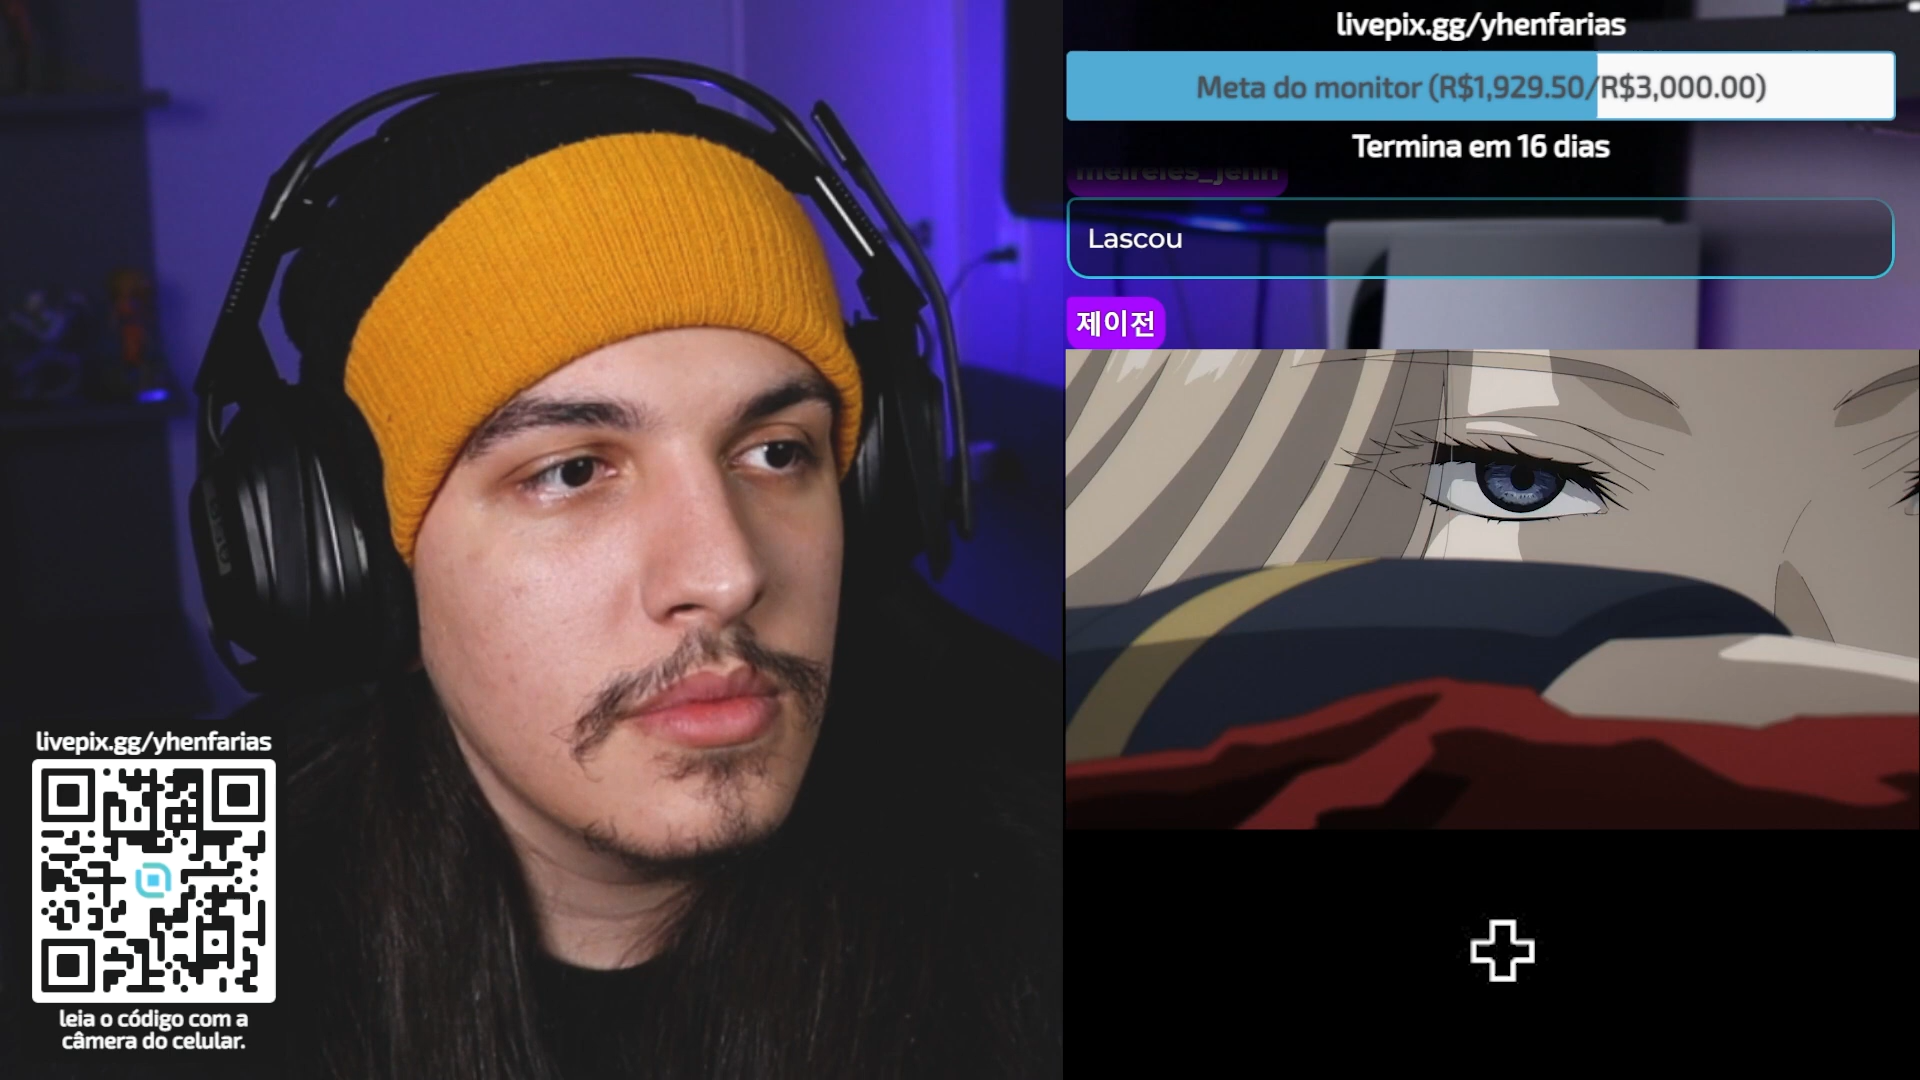 livepix.gg/yhenfarias
Meta do monitor (R$1,929.50/R$3,000.00)
Termina em 16 dias
meireles_jenn
Lascou
제이전
livepix.gg/yhenfarias
leia o código com a
câmera do celular.